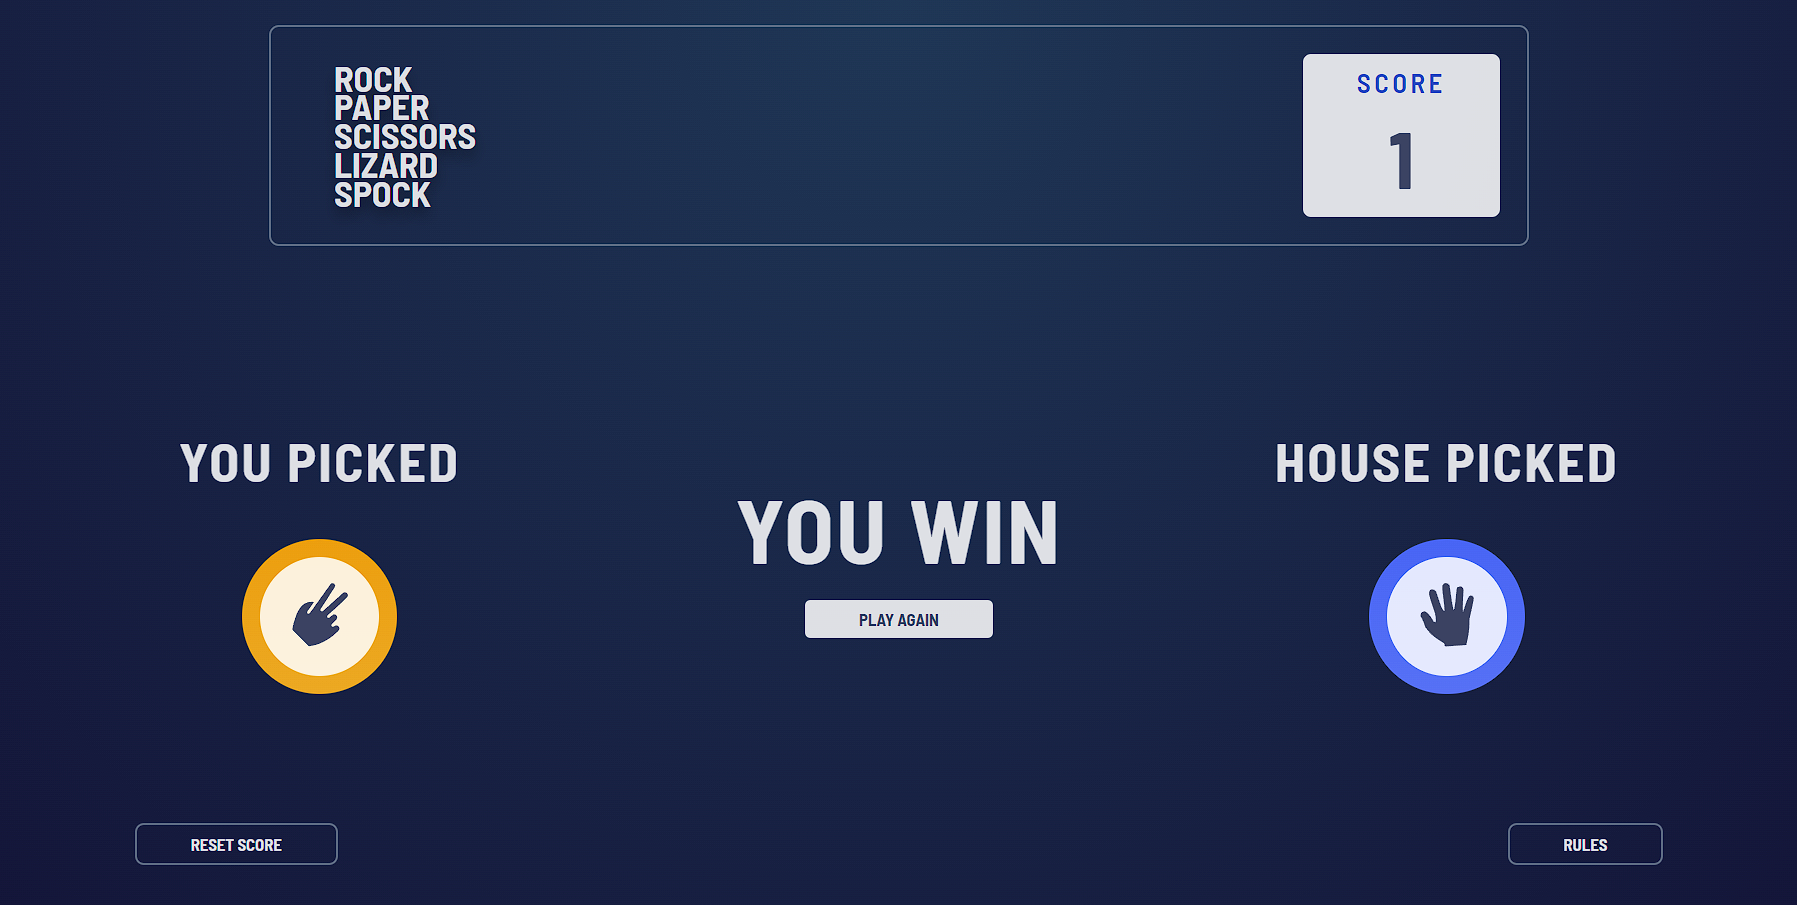 ROCK
PAPER
SCISSORS
LIZARD
SPOCK
SCORE
1
YOU PICKED
HOUSE PICKED
YOU WIN
PLAY AGAIN
RESET SCORE
RULES